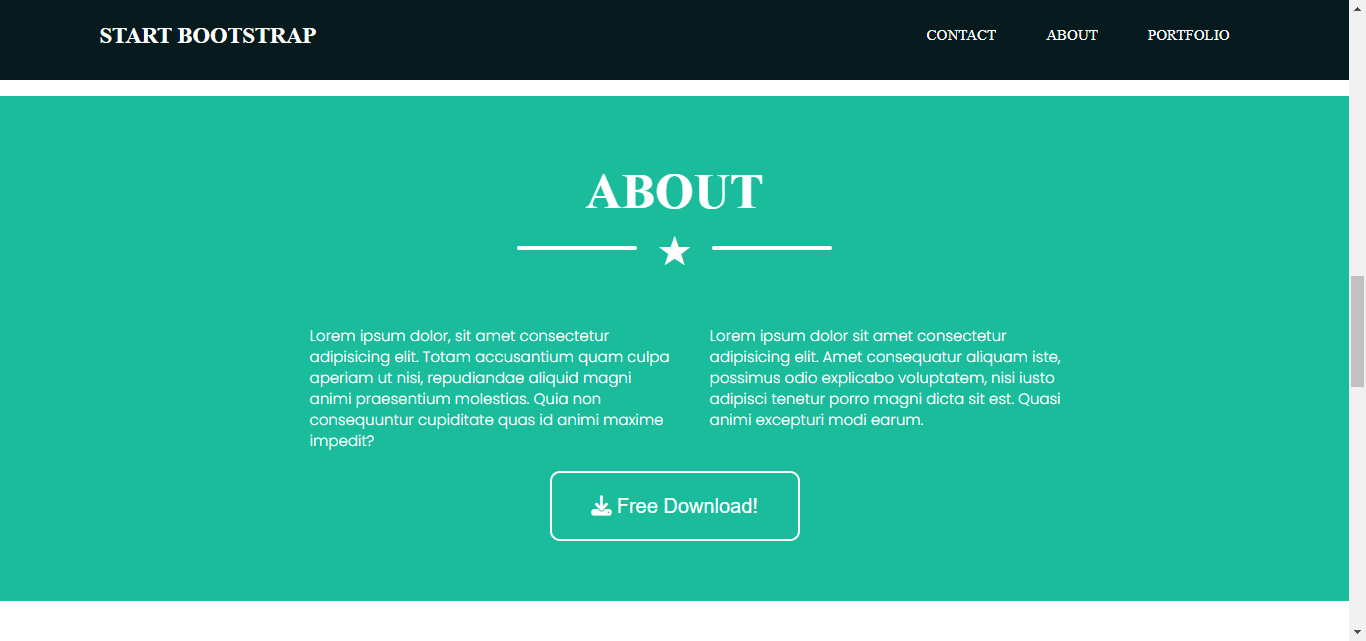 START BOOTSTRAP
CONTACT ABOUT PORTFOLIO
ABOUT
Lorem ipsum dolor, sit amet consectetur
adipisicing elit. Totam accusantium quam culpa
aperiam ut nisi, repudiandae aliquid magni
animi praesentium molestias. Quia non
consequuntur cupiditate quas id animi maxime
impedit?
Lorem ipsum dolor sit amet consectetur
adipisicing elit. Amet consequatur aliquam iste,
possimus odio explicabo voluptatem, nisi iusto
adipisci tenetur porro magni dicta sit est. Quasi
animi excepturi modi earum.
Free Download!